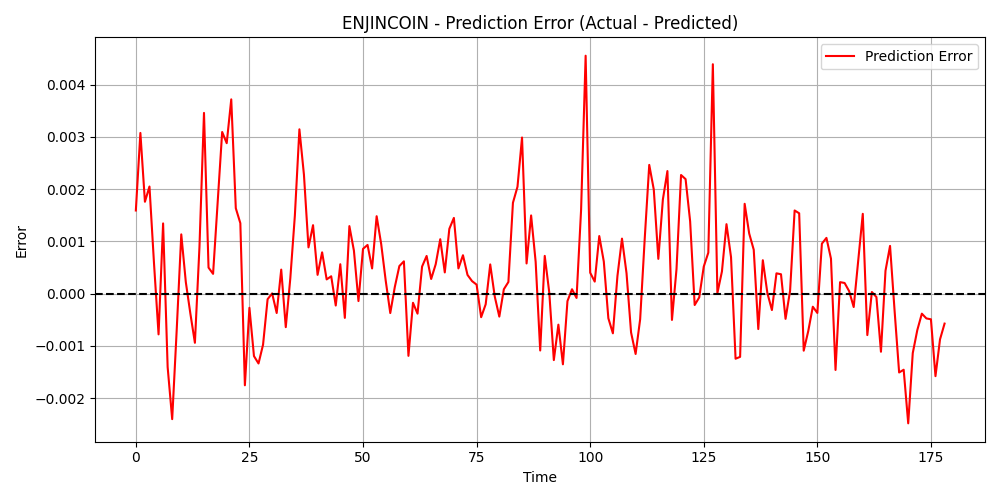 ENJINCOIN - Prediction Error (Actual - Predicted)
Prediction Error
Error
0.004
0.003
0.002
0.001
0.000
−0.001
−0.002
0 25 50 75 100 125 150 175
Time